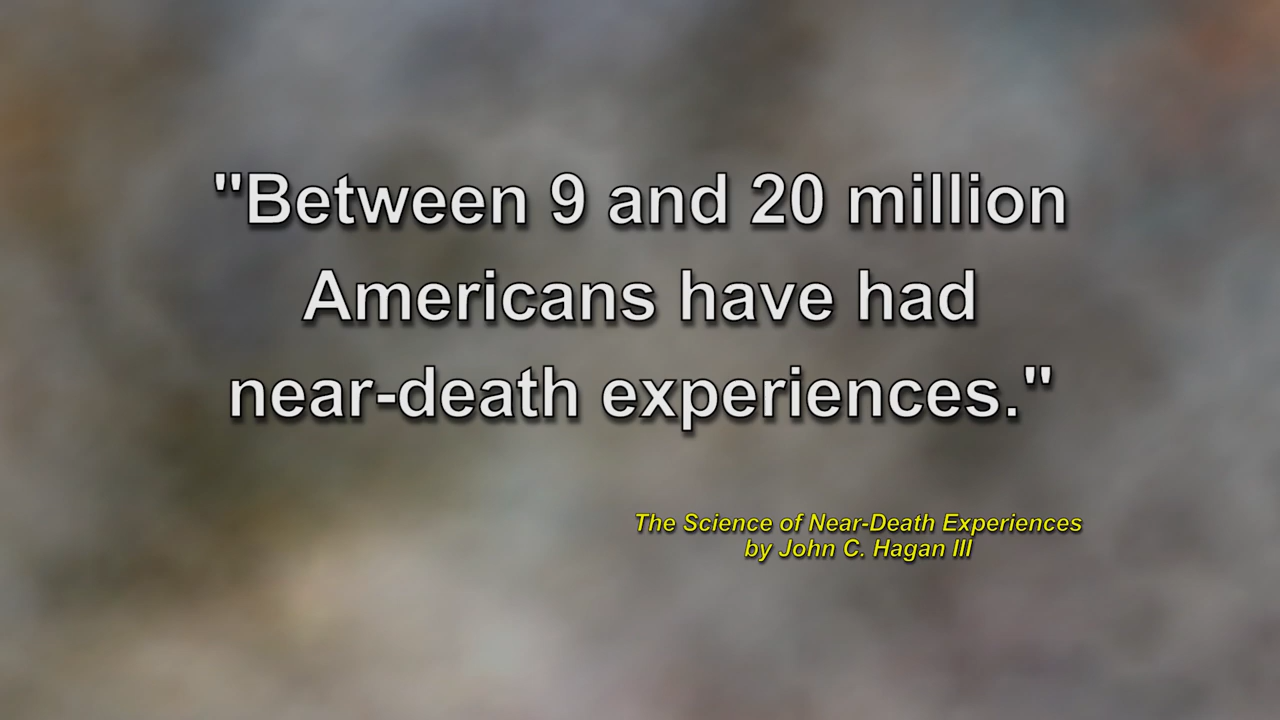 "Between 9 and 20 million
Americans have had
near-death experiences."
The Science of Near-Death Experiences
by John C. Hagan III